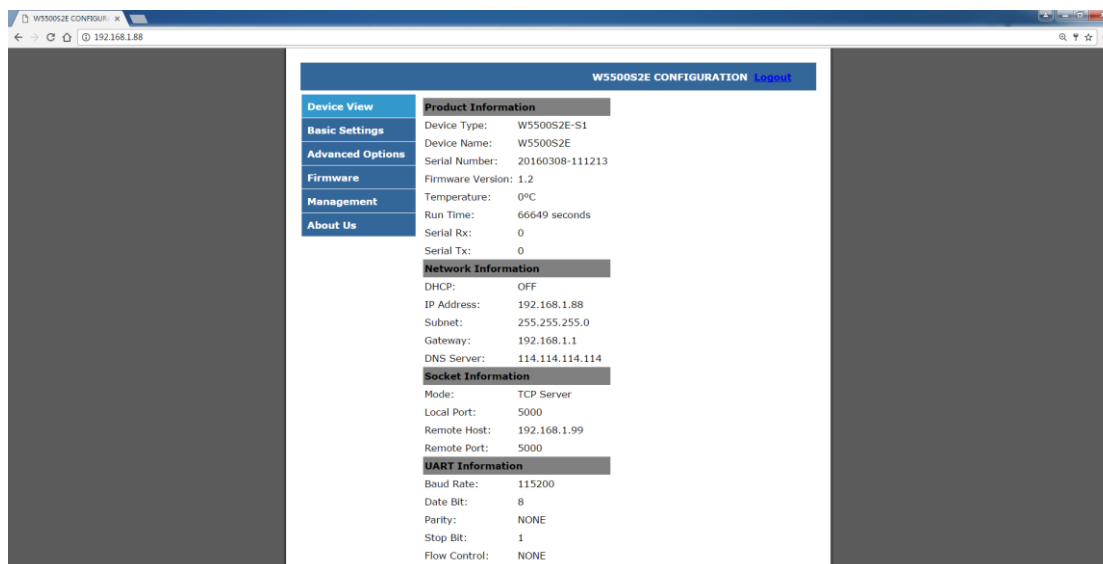 W5500S2E CONFIGUR
192.168.1.88
W5500S2E CONFIGURATION Logout
Device View
Basic Settings
Advanced Options
Firmware
Management
About Us
Product Information
Device Type: W5500S2E-S1
Device Name: W5500S2E
Serial Number: 20160308-111213
Firmware Version: 1.2
Temperature: 0ºC
Run Time: 66649 seconds
Serial Rx: 0
Serial Tx: 0
Network Information
DHCP: OFF
IP Address: 192.168.1.88
Subnet: 255.255.255.0
Gateway: 192.168.1.1
DNS Server: 114.114.114.114
Socket Information
Mode: TCP Server
Local Port: 5000
Remote Host: 192.168.1.99
Remote Port: 5000
UART Information
Baud Rate: 115200
Date Bit: 8
Parity: NONE
Stop Bit: 1
Flow Control: NONE